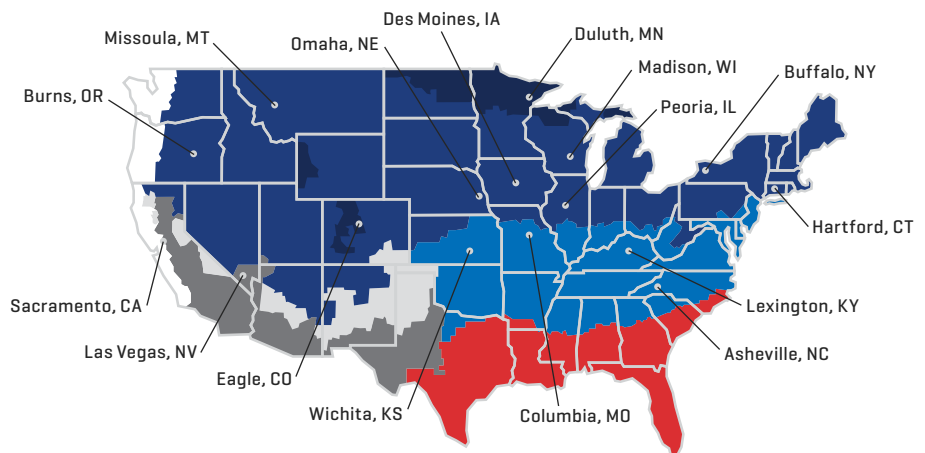 Des Moines, IA
Missoula, MT
Omaha, NE
Duluth, MN
Madison, WI
Buffalo, NY
Burns, OR
Peoria, IL
Hartford, CT
Sacramento, CA
Lexington, KY
Las Vegas, NV
Asheville, NC
Eagle, CO
Wichita, KS
Columbia, MO